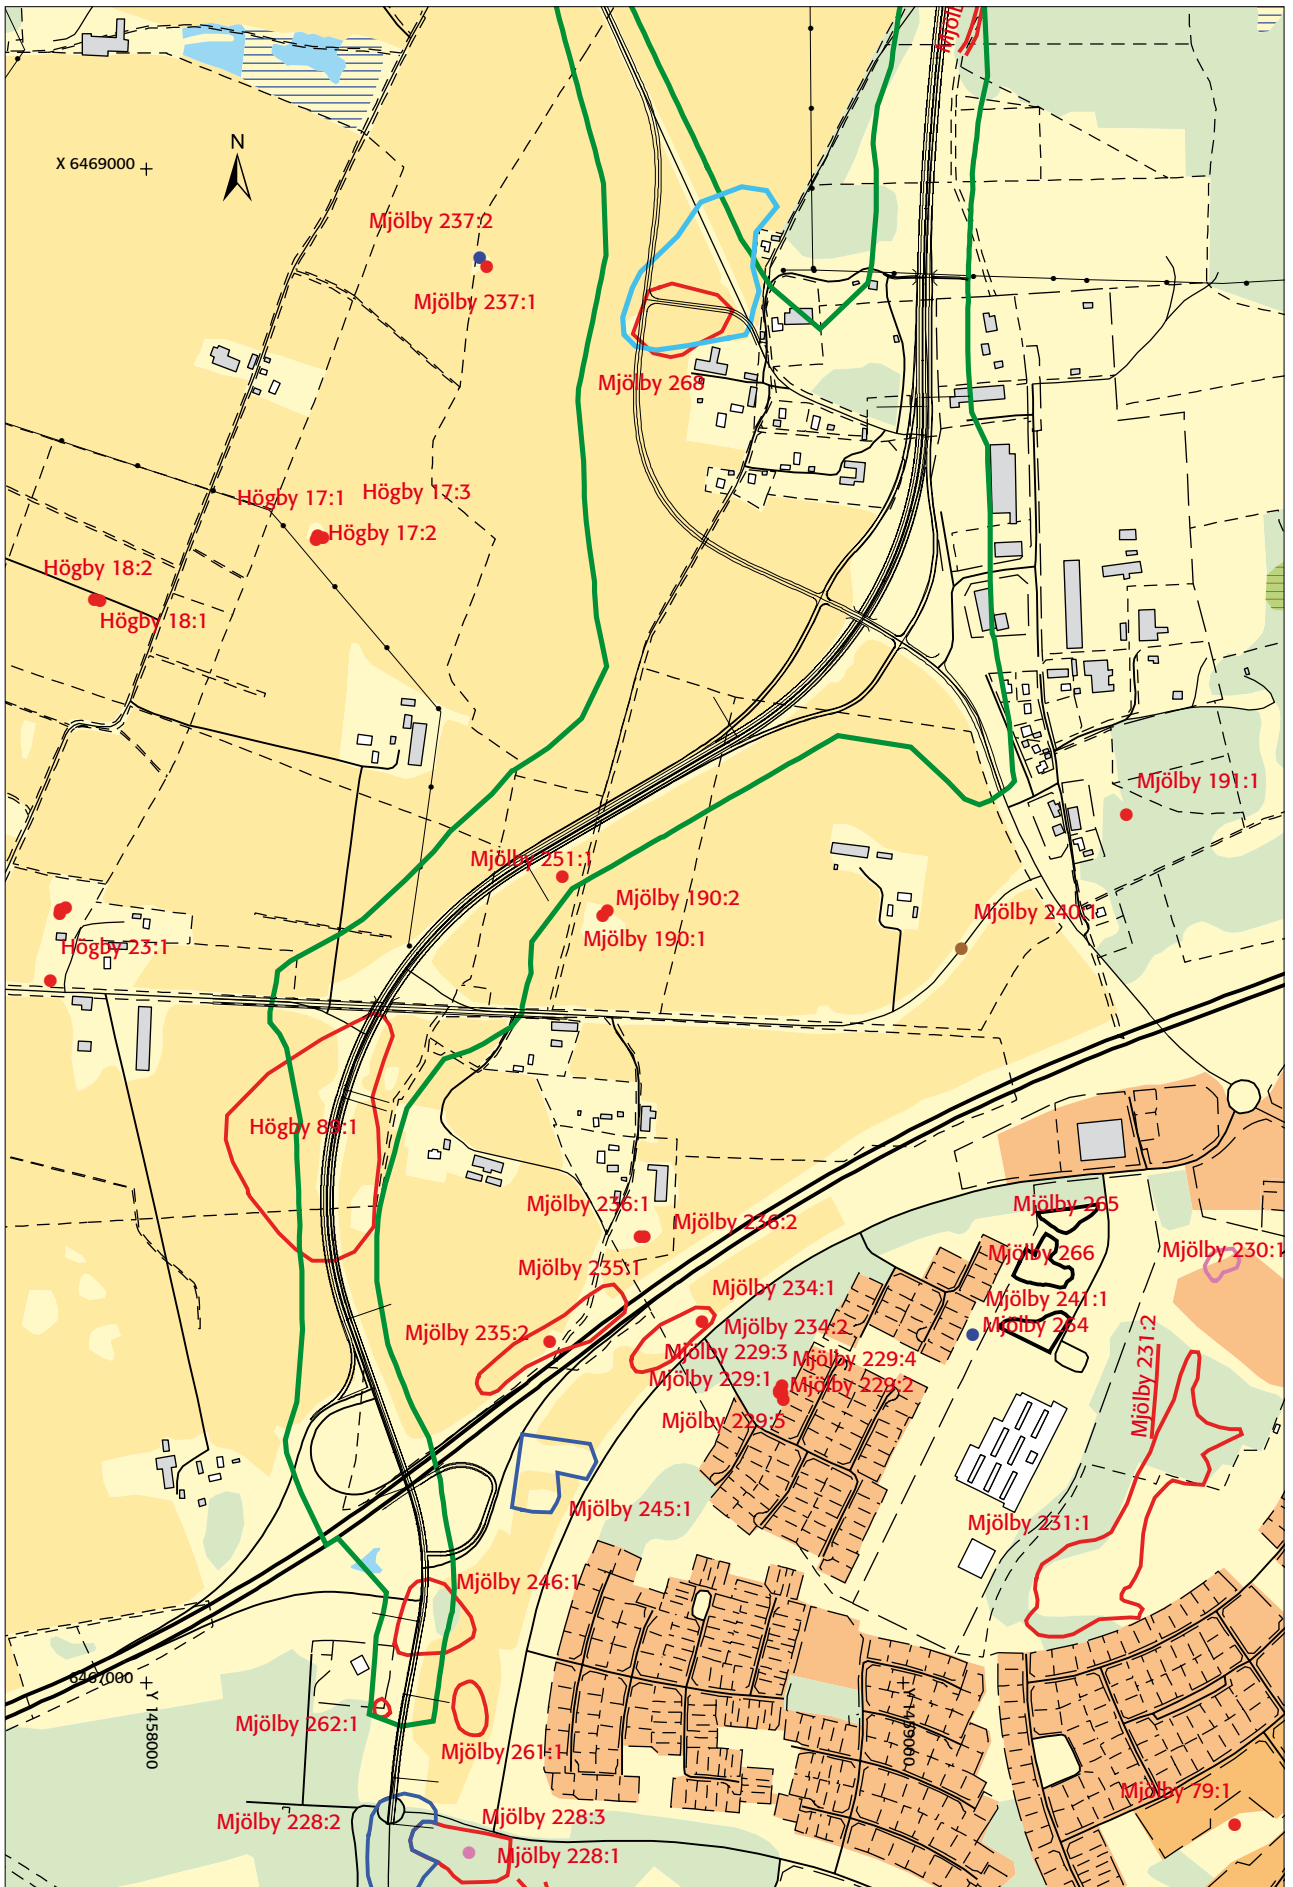 Mjölb
N
X 6469000
Mjölby 237:2
Mjölby 237:1
Mjölby 268
Högby 17:1
Högby 17:3
Högby 17:2
Högby 18:2
Högby 18:1
Mjölby 191:1
Mjölby 251:1
Mjölby 190:2
Mjölby 190:1
Mjölby 240:1
Högby 23:1
Högby 89:1
Mjölby 236:1
Mjölby 236:2
Mjölby 265
Mjölby 266
Mjölby 230:1
Mjölby 235:1
Mjölby 234:1
Mjölby 241:1
Mjölby 264
Mjölby 235:2
Mjölby 234:2
Mjölby 229:3
Mjölby 229:4
Mjölby 229:1
Mjölby 229:2
Mjölby 229:5
Mjölby 231:2
Mjölby 245:1
Mjölby 231:1
Mjölby 246:1
6467000
Y 1458000
Y 1459000
Mjölby 262:1
Mjölby 261:1
Mjölby 79:1
Mjölby 228:2
Mjölby 228:3
Mjölby 228:1